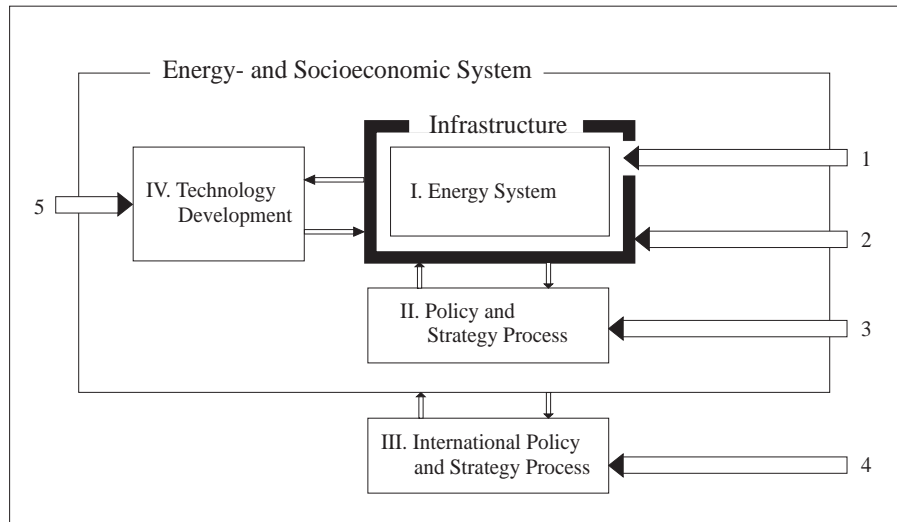 Energy- and Socioeconomic System
Infrastructure
1
IV. Technology
Development
I. Energy System
5
2
II. Policy and
Strategy Process
3
III. International Policy
and Strategy Process
4